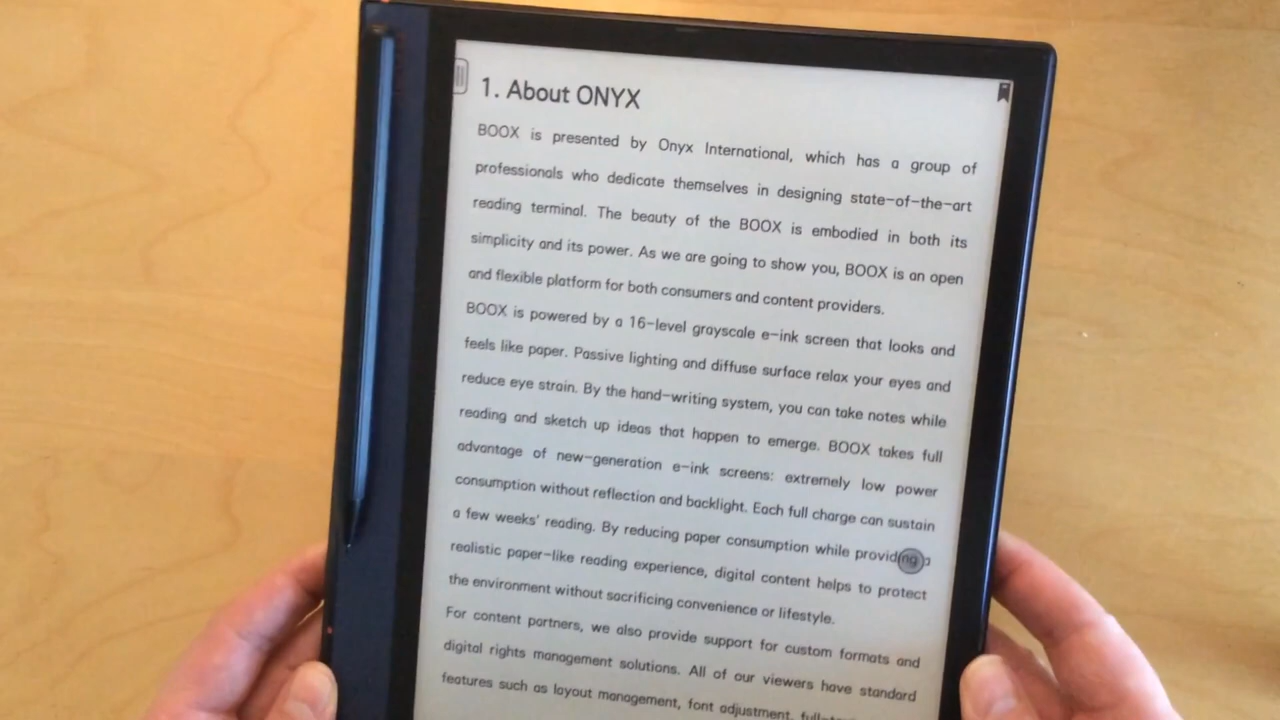 1. About ONYX
BOOX is presented by Onyx International, which has a group of
professionals who dedicate themselves in designing state-of-the-art
reading terminal. The beauty of the BOOX is embodied in both its
simplicity and its power. As we are going to show you, BOOX is an open
and flexible platform for both consumers and content providers.
BOOX is powered by a 16-level grayscale e-ink screen that looks and
feels like paper. Passive lighting and diffuse surface relax your eyes and
reduce eye strain. By the hand-writing system, you can take notes while
reading and sketch up ideas that happen to emerge. BOOX takes full
advantage of new-generation e-ink screens: extremely low power
consumption without reflection and backlight. Each full charge can sustain
a few weeks' reading. By reducing paper consumption while providing a
realistic paper-like reading experience, digital content helps to protect
the environment without sacrificing convenience or lifestyle.
For content partners, we also provide support for custom formats and
digital rights management solutions. All of our viewers have standard
features such as layout management, font adjustment,